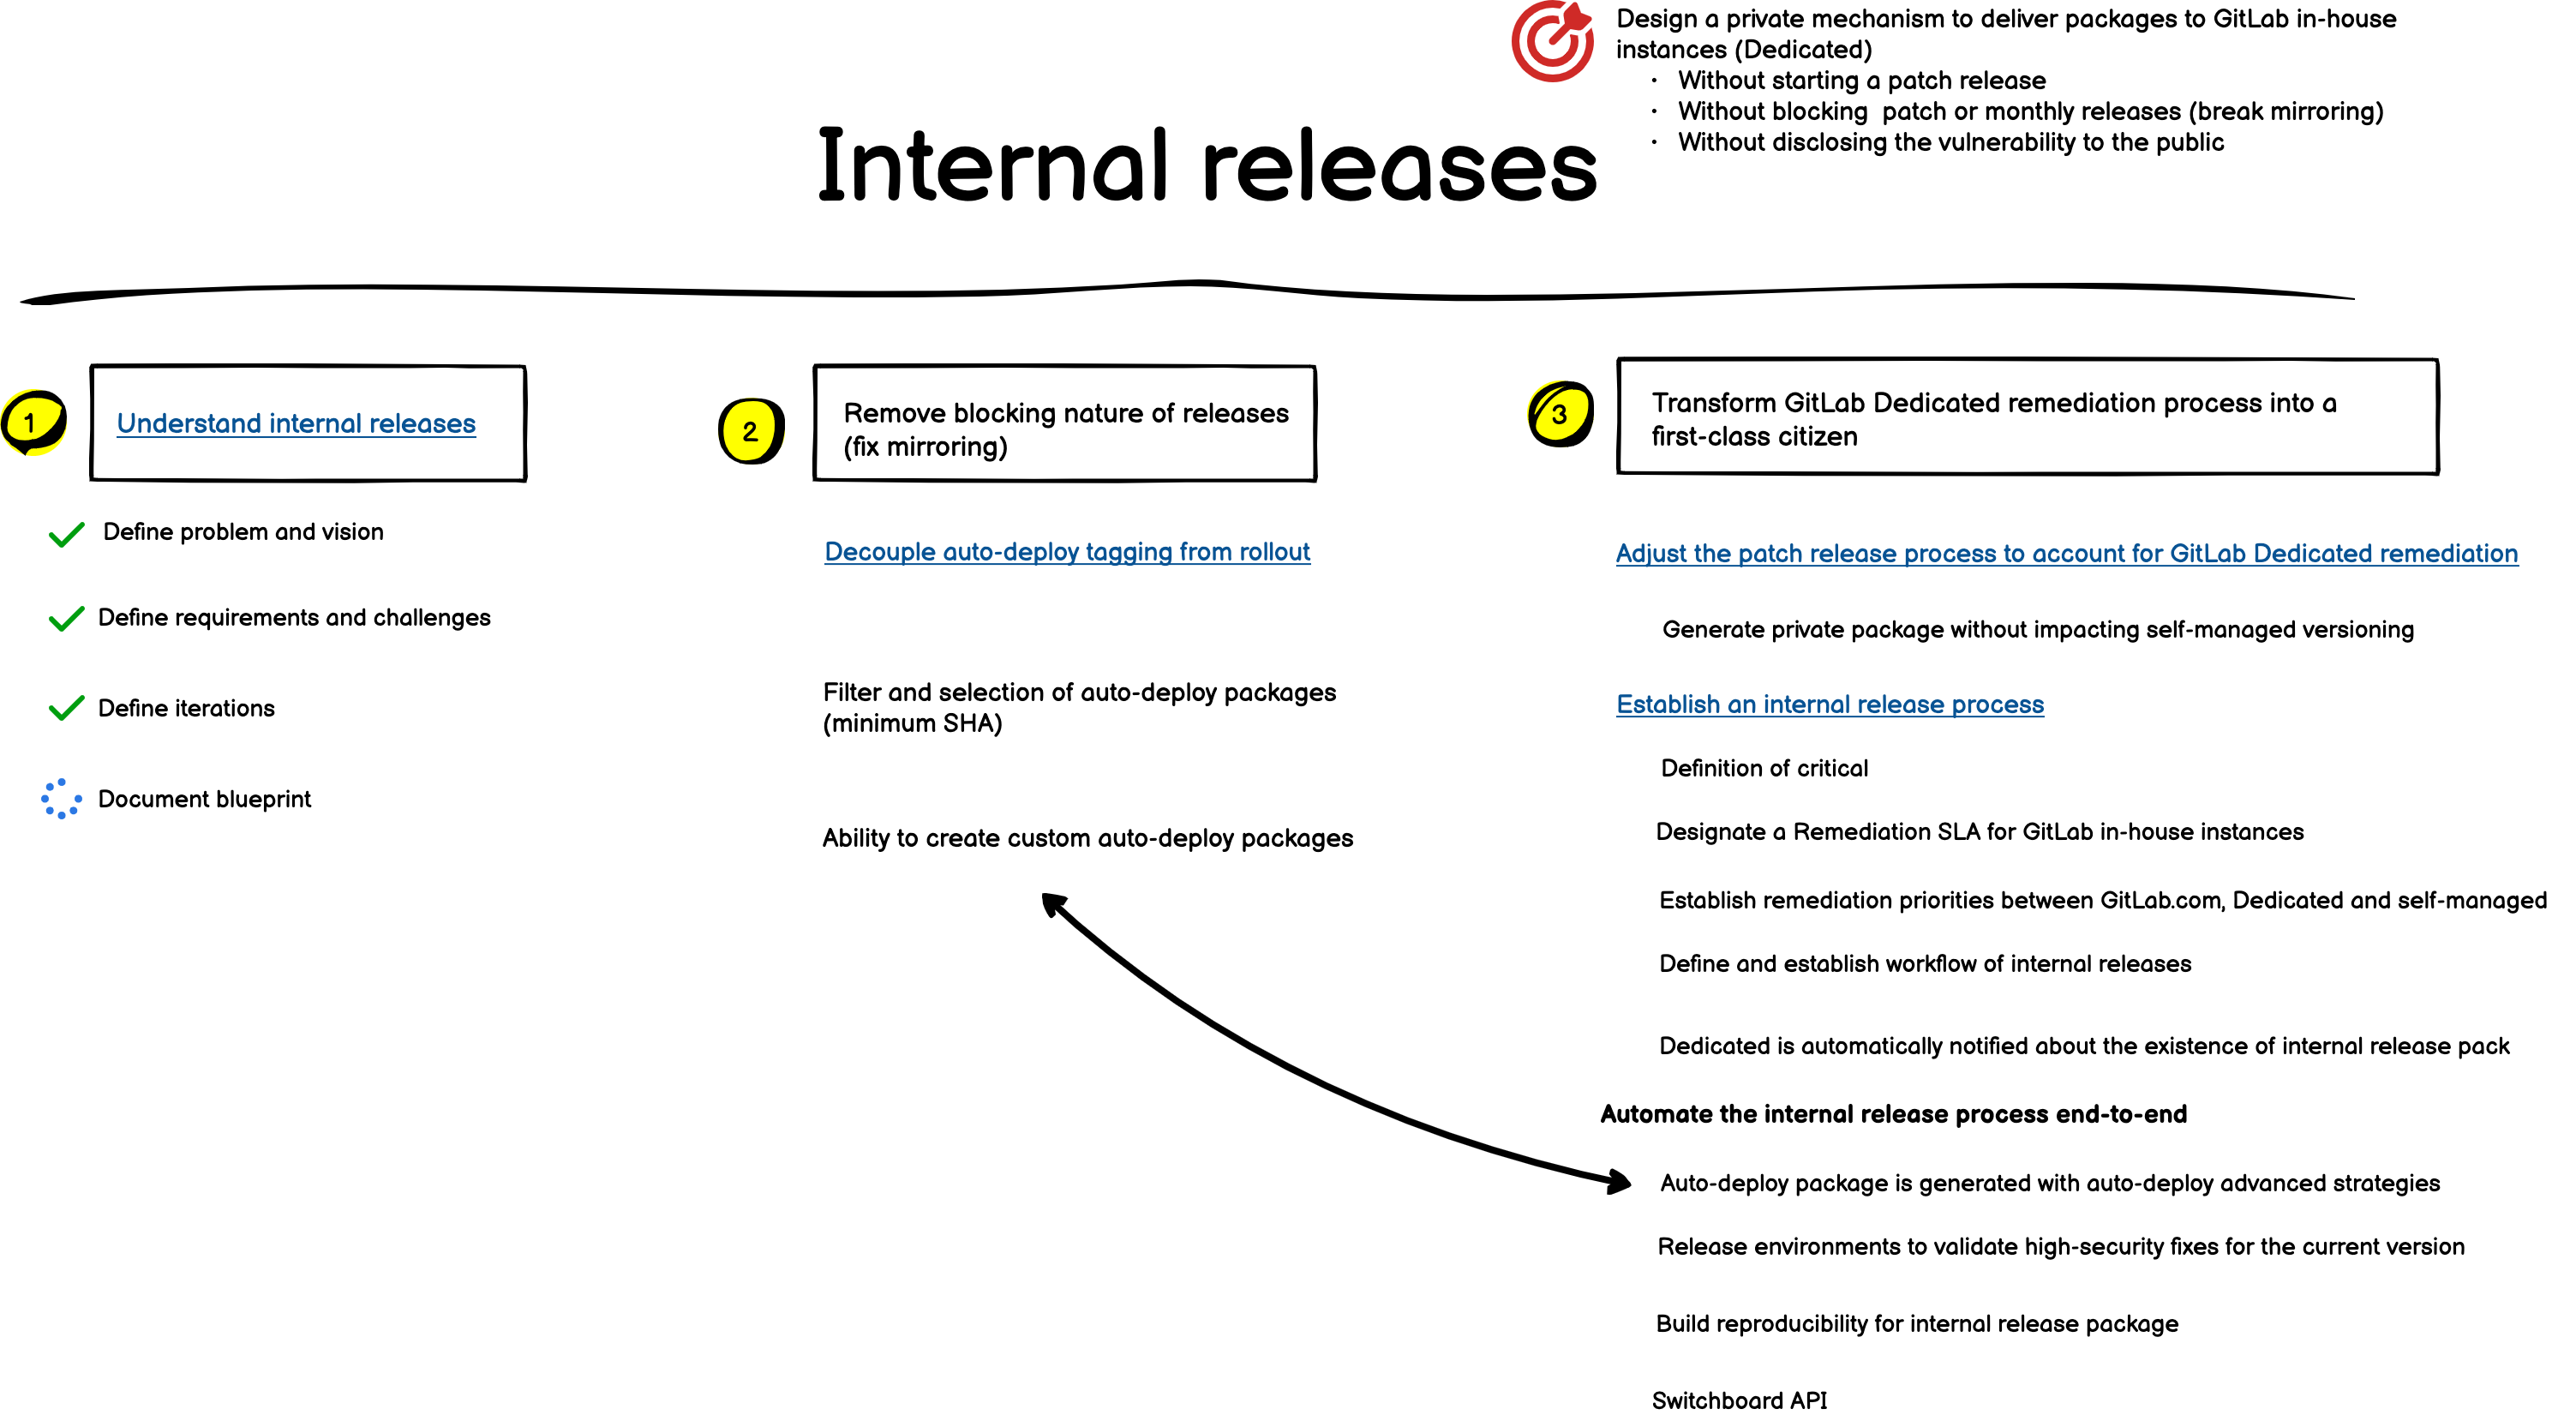 Design a private mechanism to deliver packages to GitLab in-house
instances (Dedicated)
• Without starting a patch release
• Without blocking  patch or monthly releases (break mirroring)
• Without disclosing the vulnerability to the public
Internal releases
1
Understand internal releases
Define problem and vision
Define requirements and challenges
Define iterations
Document blueprint
2
Remove blocking nature of releases
(fix mirroring)
Decouple auto-deploy tagging from rollout
Filter and selection of auto-deploy packages
(minimum SHA)
Ability to create custom auto-deploy packages
3
Transform GitLab Dedicated remediation process into a
first-class citizen
Adjust the patch release process to account for GitLab Dedicated remediation
Generate private package without impacting self-managed versioning
Establish an internal release process
Definition of critical
Designate a Remediation SLA for GitLab in-house instances
Establish remediation priorities between GitLab.com, Dedicated and self-managed
Define and establish workflow of internal releases
Dedicated is automatically notified about the existence of internal release pack
Automate the internal release process end-to-end
Auto-deploy package is generated with auto-deploy advanced strategies
Release environments to validate high-security fixes for the current version
Build reproducibility for internal release package
Switchboard API